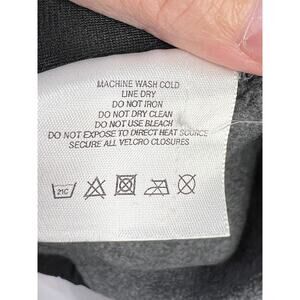 MACHINE WASH COLD
LINE DRY
DO NOT IRON
DO NOT DRY CLEAN
DO NOT USE BLEACH
DO NOT EXPOSE TO DIRECT HEAT SOURCE
SECURE ALL VELCRO CLOSURES
21C